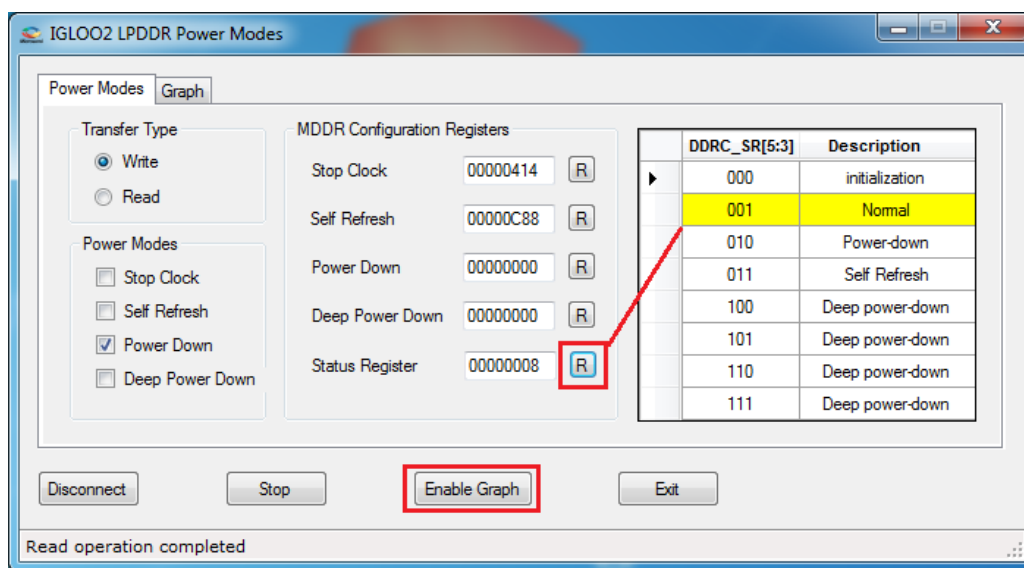 IGLOO2 LPDDR Power Modes
Power Modes
Graph
Transfer Type
Write
Read
Power Modes
Stop Clock
Self Refresh
Power Down
Deep Power Down
MDDR Configuration Registers
Stop Clock 00000414 R
Self Refresh 00000C88 R
Power Down 00000000 R
Deep Power Down 00000000 R
Status Register 00000008 R
DDRC_SR[5:3] Description
000 initialization
001 Normal
010 Power-down
011 Self Refresh
100 Deep power-down
101 Deep power-down
110 Deep power-down
111 Deep power-down
Disconnect
Stop
Enable Graph
Exit
Read operation completed